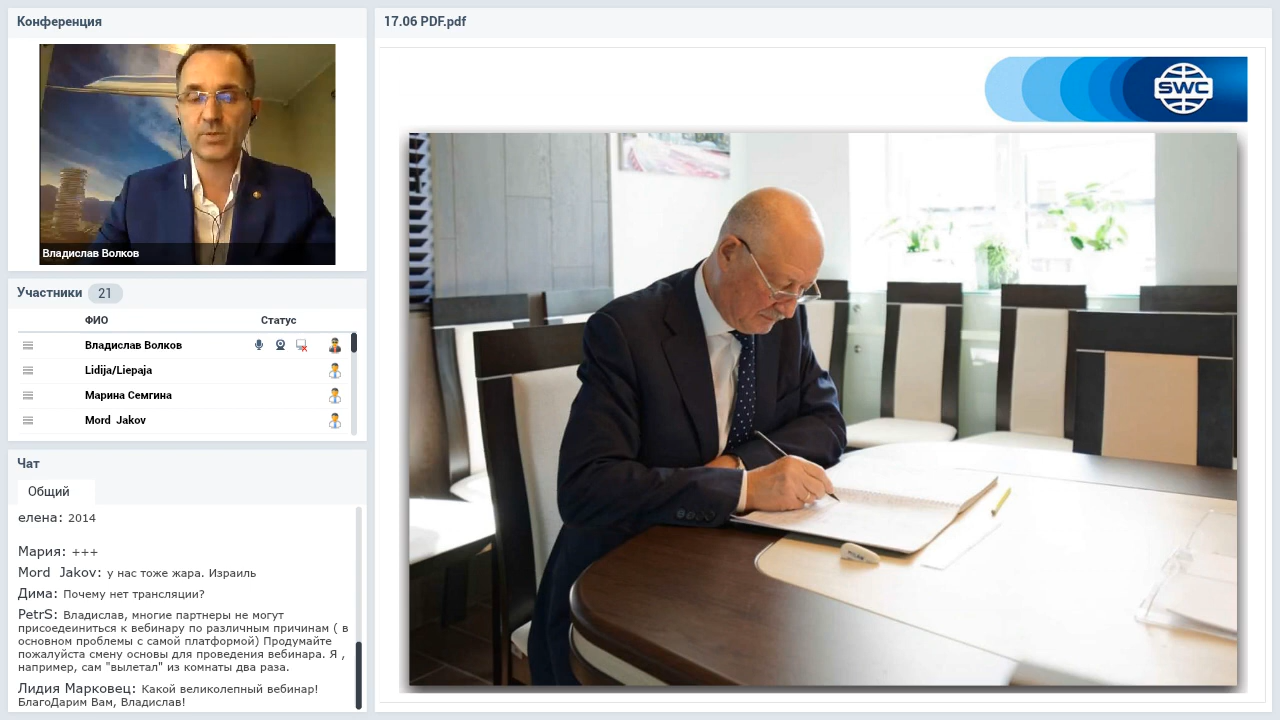 Конференция
Владислав Волков
Участники 21
ФИО Статус
Владислав Волков
Lidija/Liepaja
Марина Семгина
Mord Jakov
Чат
Общий
елена: 2014
Мария: +++
Mord Jakov: у нас тоже жара. Израиль
Дима: Почему нет трансляции?
PetrS: Владислав, многие партнеры не могут
присоедеиниться к вебинару по различным причинам ( в
основном проблемы с самой платформой) Продумайте
пожалуйста смену основы для проведения вебинара. Я ,
например, сам "вылетал" из комнаты два раза.
Лидия Марковец: Какой великолепный вебинар!
БлагоДарим Вам, Владислав!
17.06 PDF.pdf
SWC